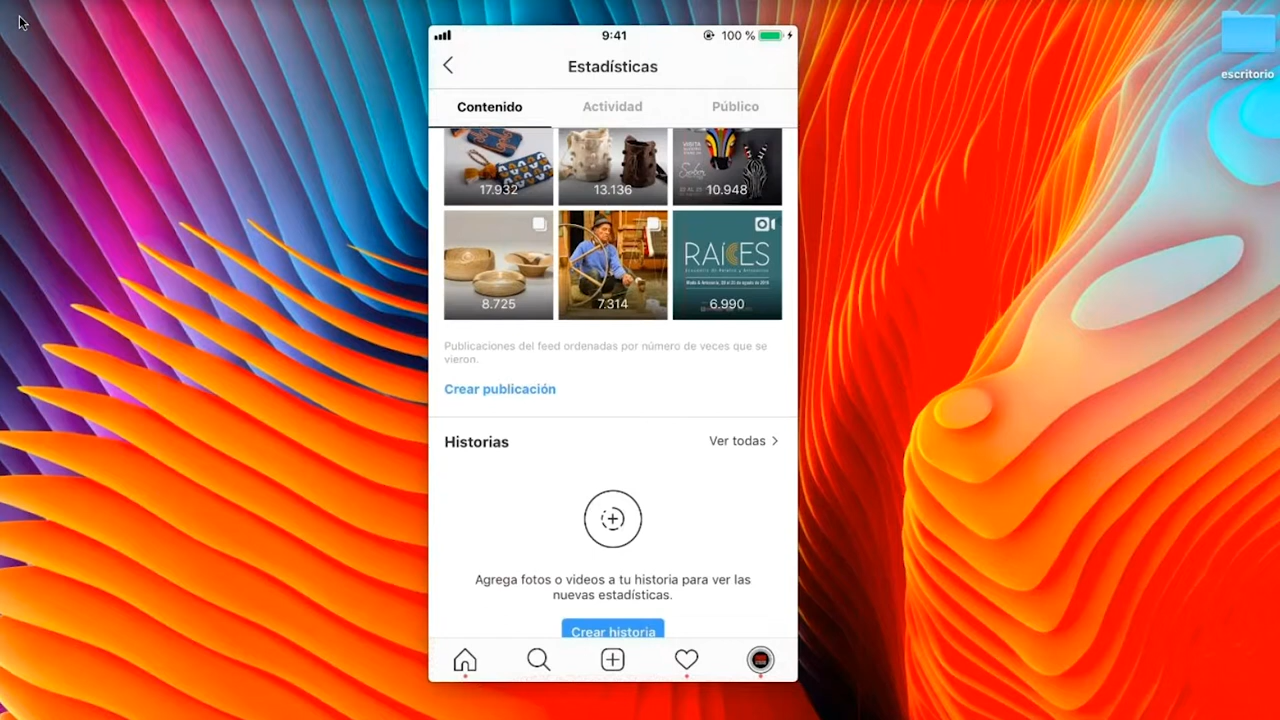 9:41
100 %
escritorio
Estadísticas
Contenido
Actividad
Público
17.932
13.136
VISITA
10.948
RAÍCES
8.725
7.314
6.990
Publicaciones del feed ordenadas por número de veces que se
vieron.
Crear publicación
Historias
Ver todas
Agrega fotos o videos a tu historia para ver las
nuevas estadísticas.
Crear historia